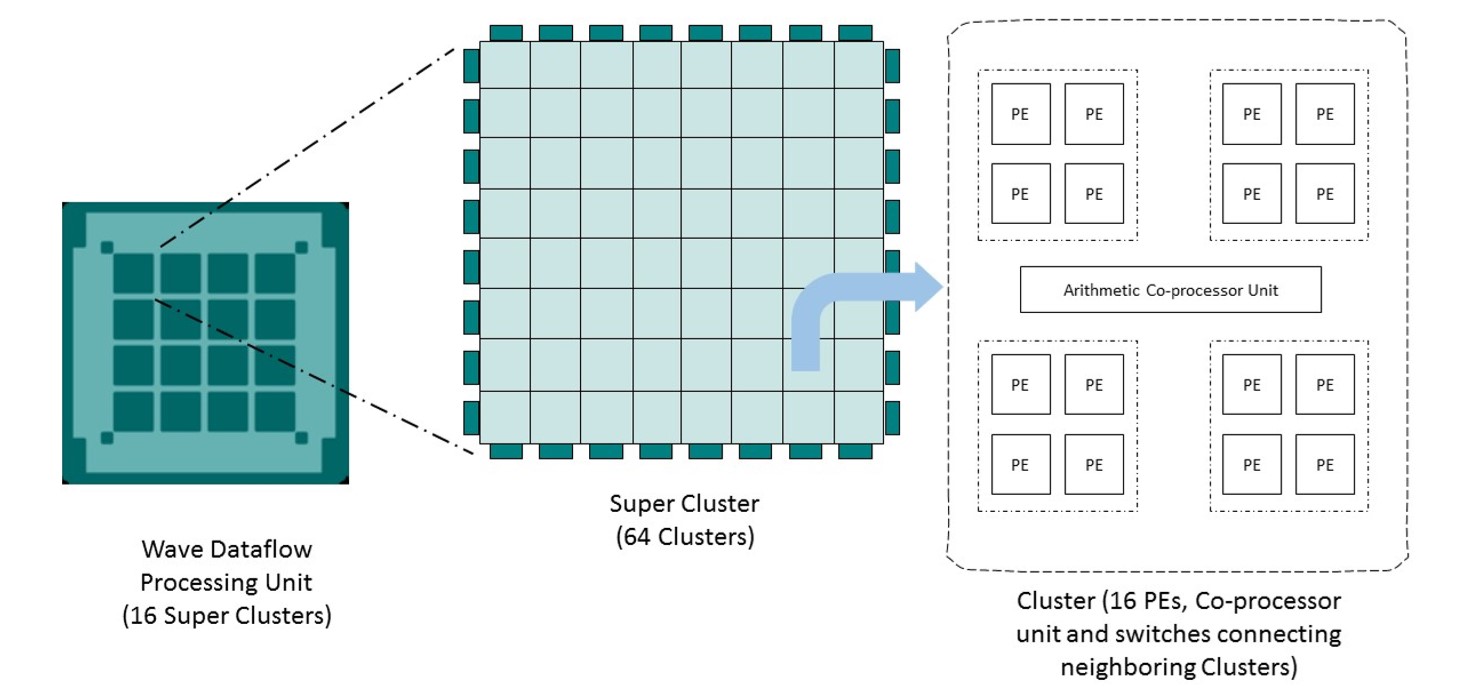 PE PE PE PE
PE PE PE PE
Arithmetic Co-processor Unit
PE PE PE PE
PE PE PE PE
Super Cluster
(64 Clusters)
Wave Dataflow
Processing Unit
(16 Super Clusters)
Cluster (16 PEs, Co-processor
unit and switches connecting
neighboring Clusters)